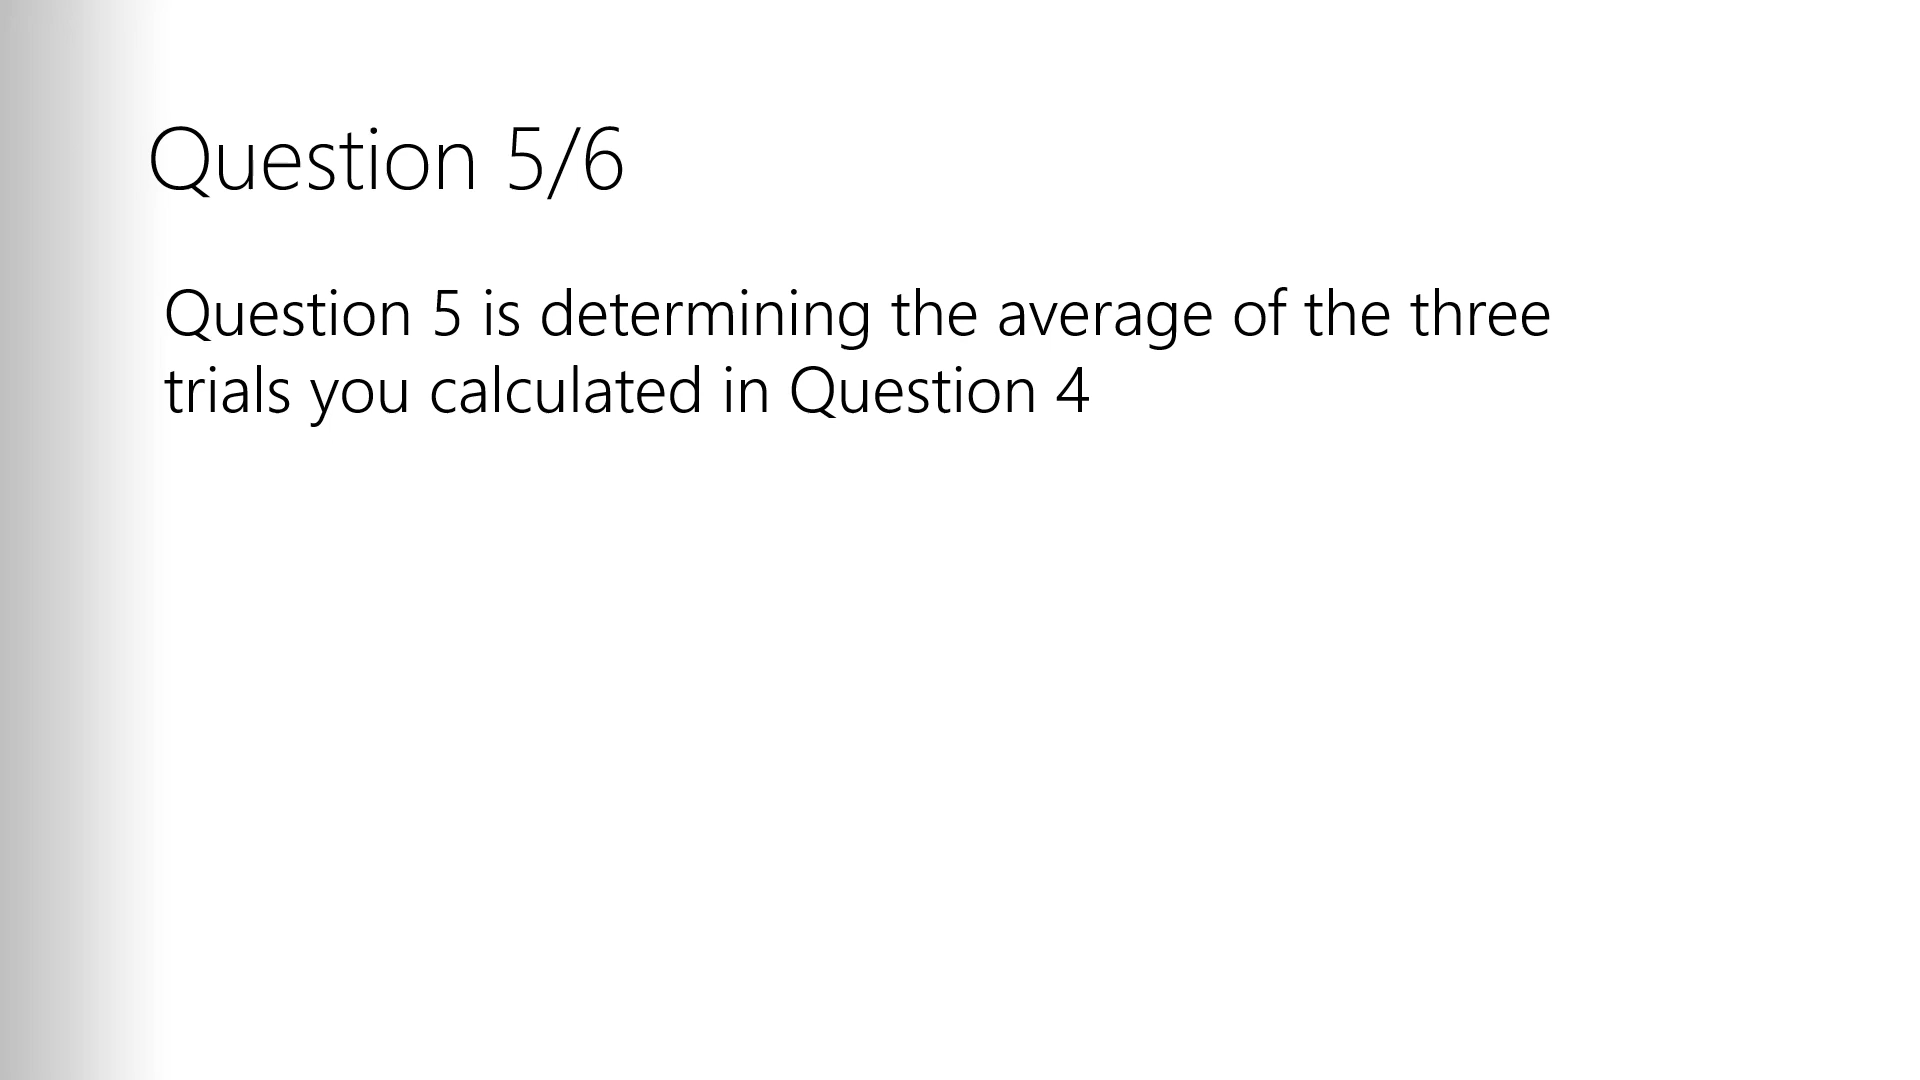 Question 5/6
Question 5 is determining the average of the three
trials you calculated in Question 4